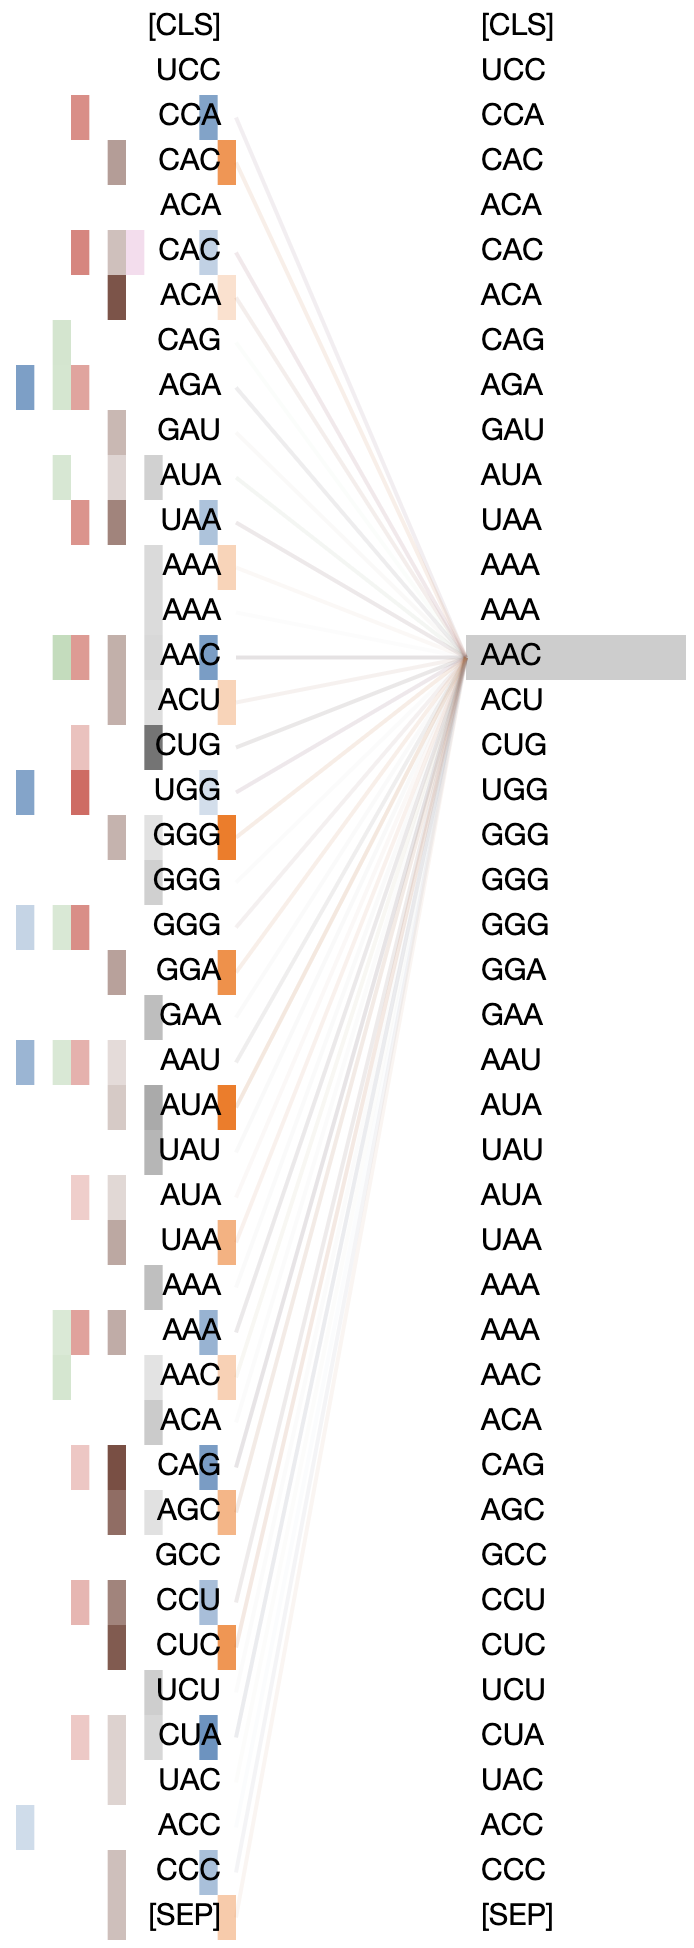 [CLS] [CLS]
UCC UCC
CCA CCA
CAC CAC
ACA ACA
CAC CAC
ACA ACA
CAG CAG
AGA AGA
GAU GAU
AUA AUA
UAA UAA
AAA AAA
AAA AAA
AAC AAC
ACU ACU
CUG CUG
UGG UGG
GGG GGG
GGG GGG
GGG GGG
GGA GGA
GAA GAA
AAU AAU
AUA AUA
UAU UAU
AUA AUA
UAA UAA
AAA AAA
AAA AAA
AAC AAC
ACA ACA
CAG CAG
AGC AGC
GCC GCC
CCU CCU
CUC CUC
UCU UCU
CUA CUA
UAC UAC
ACC ACC
CCC CCC
[SEP] [SEP]